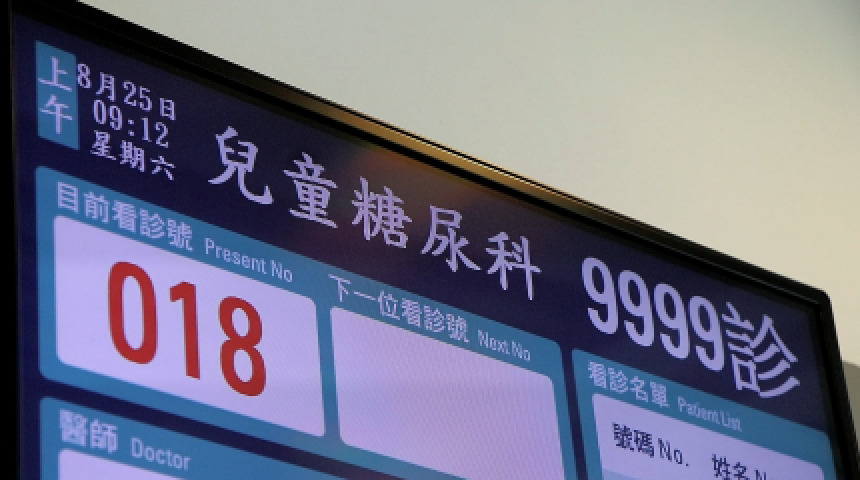 上午
8月25日
09:12
星期六
兒童糖尿科
9999診
目前看診號 Present No
018
下一位看診號 Next No
看診名單 Patient List
號碼 No.
姓名 N
醫師 Doctor